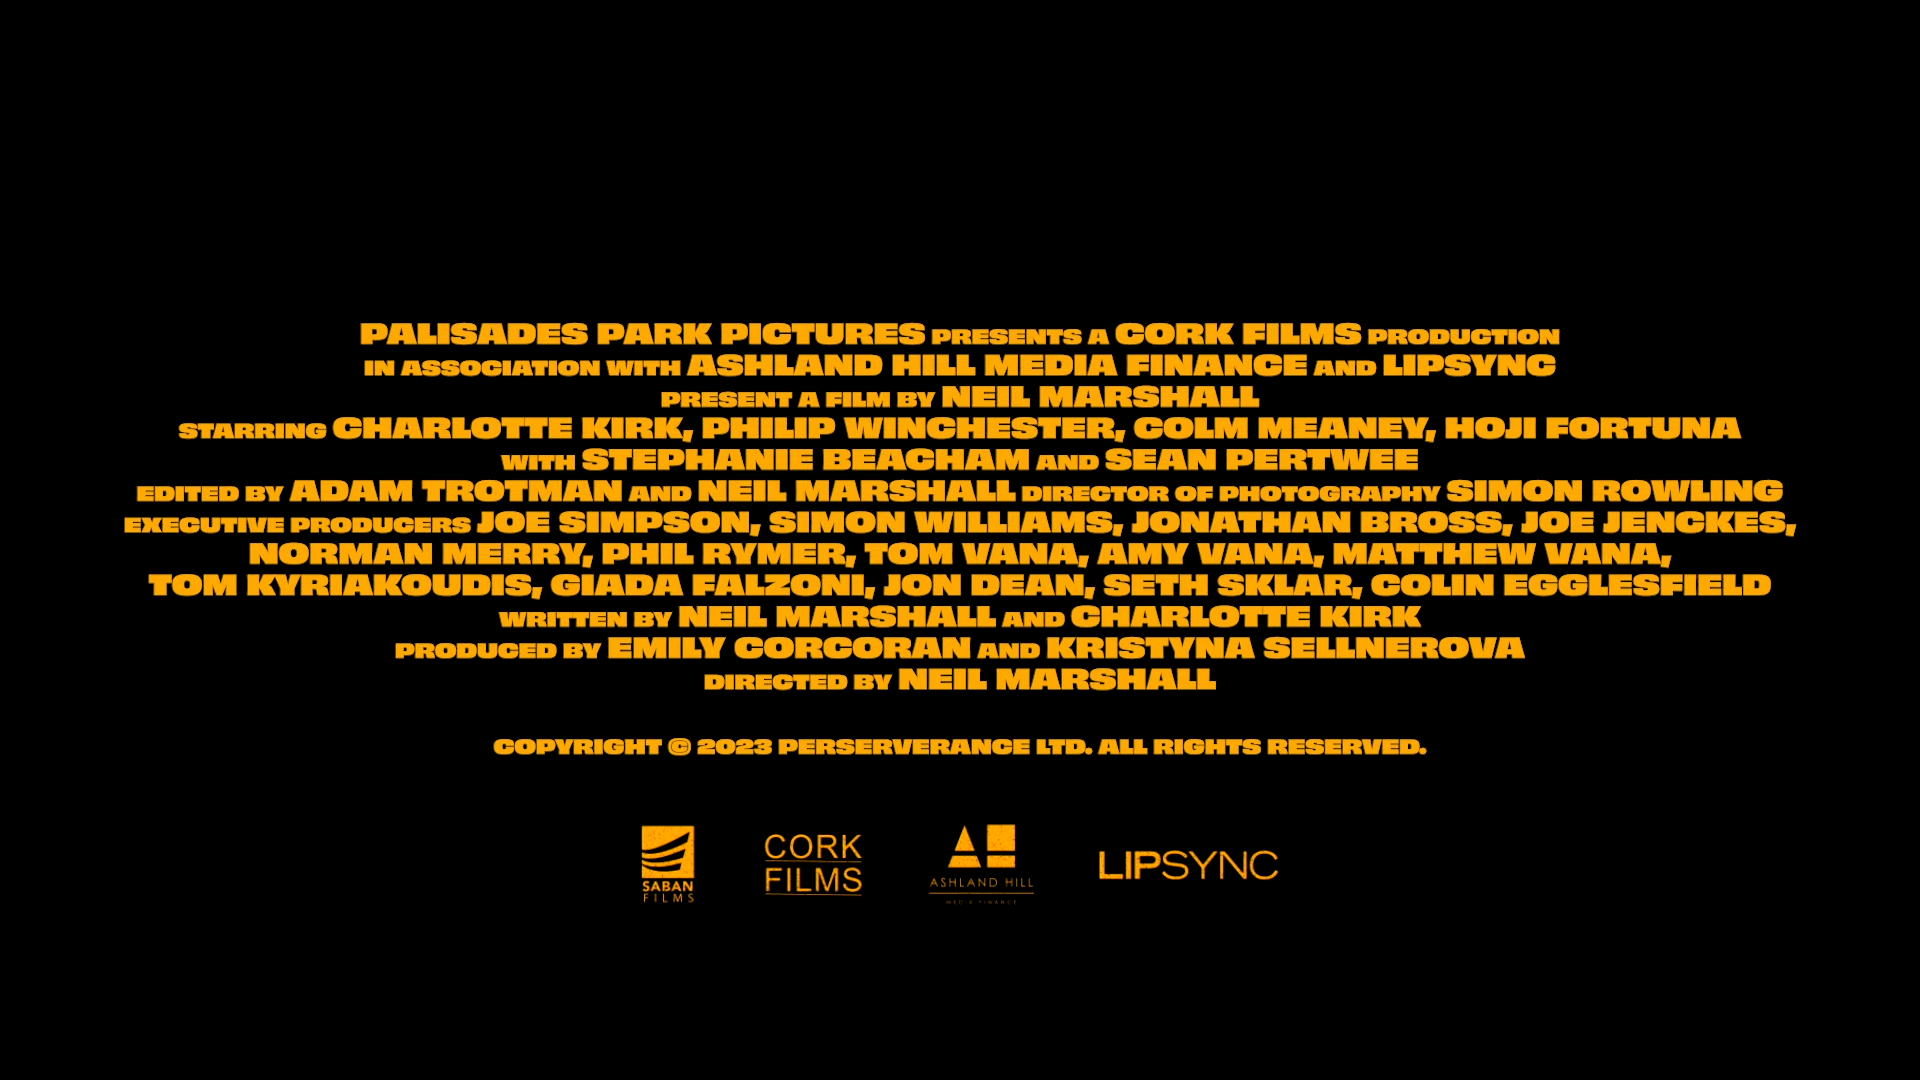 PALISADES PARK PICTURES PRESENTS A CORK FILMS PRODUCTION
IN ASSOCIATION WITH ASHLAND HILL MEDIA FINANCE AND LIPSYNC
PRESENT A FILM BY NEIL MARSHALL
STARRING CHARLOTTE KIRK, PHILIP WINCHESTER, COLM MEANEY, HOJI FORTUNA
WITH STEPHANIE BEACHAM AND SEAN PERTWEE
EDITED BY ADAM TROTMAN AND NEIL MARSHALL DIRECTOR OF PHOTOGRAPHY SIMON ROWLING
EXECUTIVE PRODUCERS JOE SIMPSON, SIMON WILLIAMS, JONATHAN BROSS, JOE JENCKES,
NORMAN MERRY, PHIL RYMER, TOM VANA, AMY VANA, MATTHEW VANA,
TOM KYRIAKOUDIS, GIADA FALZONI, JON DEAN, SETH SKLAR, COLIN EGGLESFIELD
WRITTEN BY NEIL MARSHALL AND CHARLOTTE KIRK
PRODUCED BY EMILY CORCORAN AND KRISTYNA SELLNEROVA
DIRECTED BY NEIL MARSHALL
COPYRIGHT © 2023 PERSERVERANCE LTD. ALL RIGHTS RESERVED.
SABAN
FILMS
CORK
FILMS
ASHLAND HILL
MEDIA FINANCE
LIPSYNC